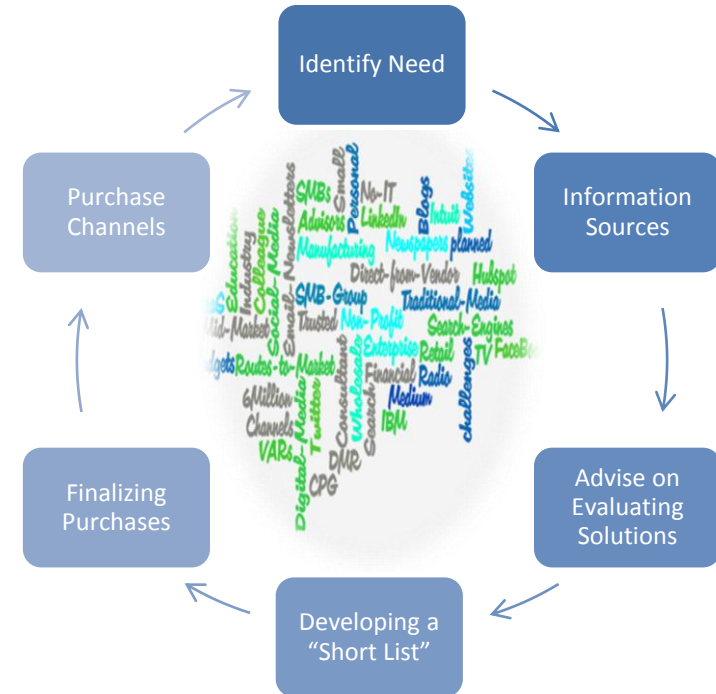 Identify Need
Information
Sources
Advise on
Evaluating
Solutions
Developing a
“Short List”
Finalizing
Purchases
Purchase
Channels
Education
Industry
Colleague
Social-Media
Email-Newsletters
SMBs
Small
Personal
No-IT
Advisors
LinkedIn
Blogs
Intuit
Websites
Manufacturing
Newspapers
planned
Direct-from-Vendor
Hubspot
SMB-Group
Traditional-Media
Trusted
Non-Profit
Search-Engines
Enterprise
Retail
TV
Routes-to-Market
Consultant
Wholesale
Search
Financial
Radio
Medium
challenges
6Million
Channels
IBM
VARs
Digital-Media
Twitter
DMR
CPG